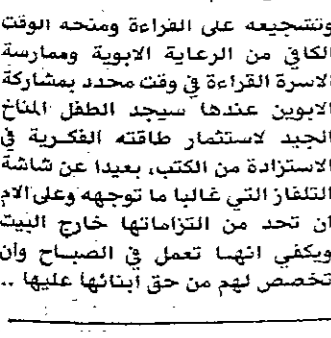 وتشجيعه على القراءة ومنحه الوقت
الكافي من الرعاية الابوية وممارسة
الاسرة القراءة في وقت محدد بمشاركة
الابوين عندها سيجد الطفل المناخ
الجيد لاستثمار طاقته الفكرية في
الاستزادة من الكتب، بعيدا عن شاشة
التلفاز التي غالبا ما توجهه وعلى الام
ان تحد من التزاماتها خارج البيت
ويكفي انها تعمل في الصباح وان
تخصص لهم من حق أبنائها عليها ..